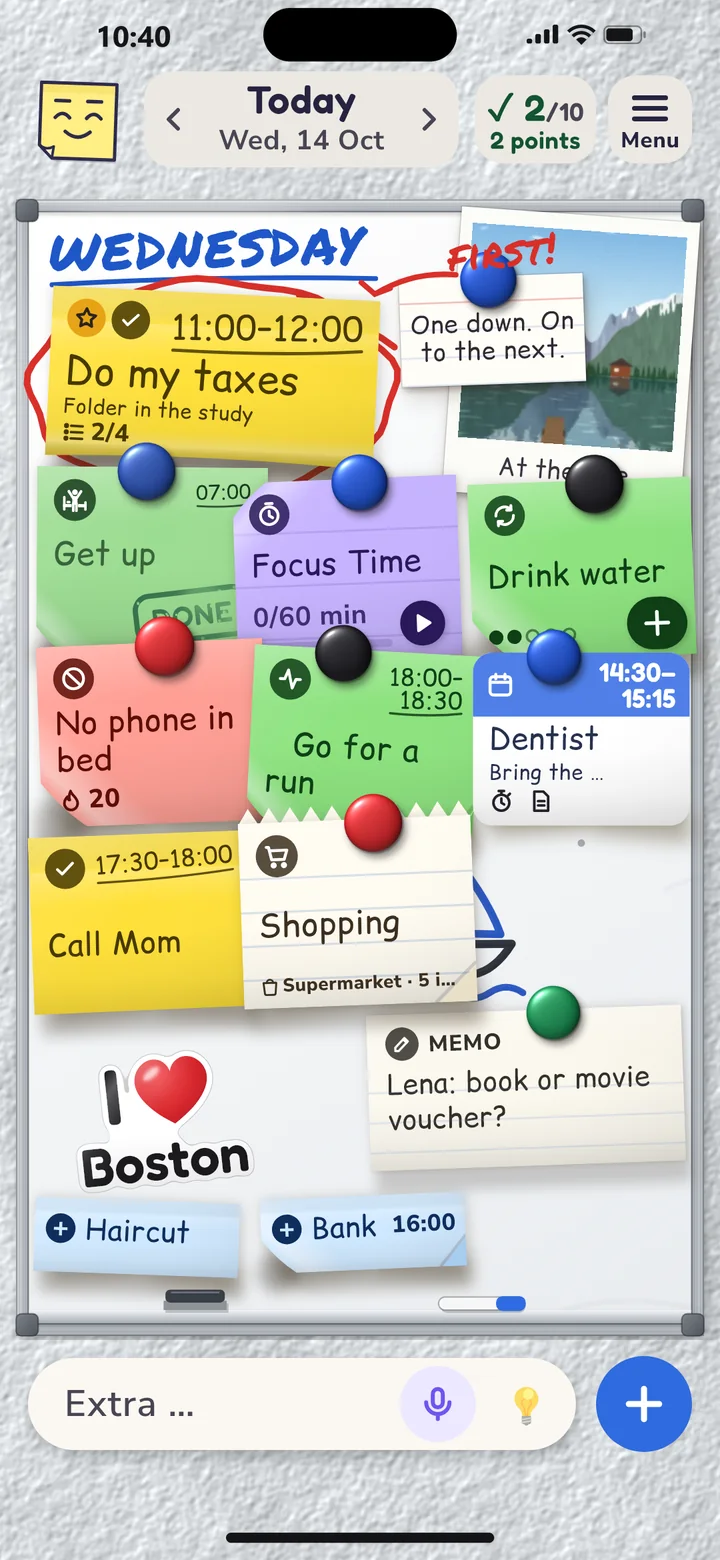 10:40
Today
Wed, 14 Oct
✓ 2/10
2 points
Menu
WEDNESDAY
FIRST!
11:00–12:00
Do my taxes
Folder in the study
2/4
One down. On
to the next.
At the
07:00
Get up
DONE
Focus Time
0/60 min
Drink water
No phone in
bed
20
18:00–
18:30
Go for a
run
14:30–
15:15
Dentist
Bring the ...
17:30–18:00
Call Mom
Shopping
Supermarket · 5 i...
MEMO
Lena: book or movie
voucher?
I
Boston
Haircut
Bank 16:00
Extra ...